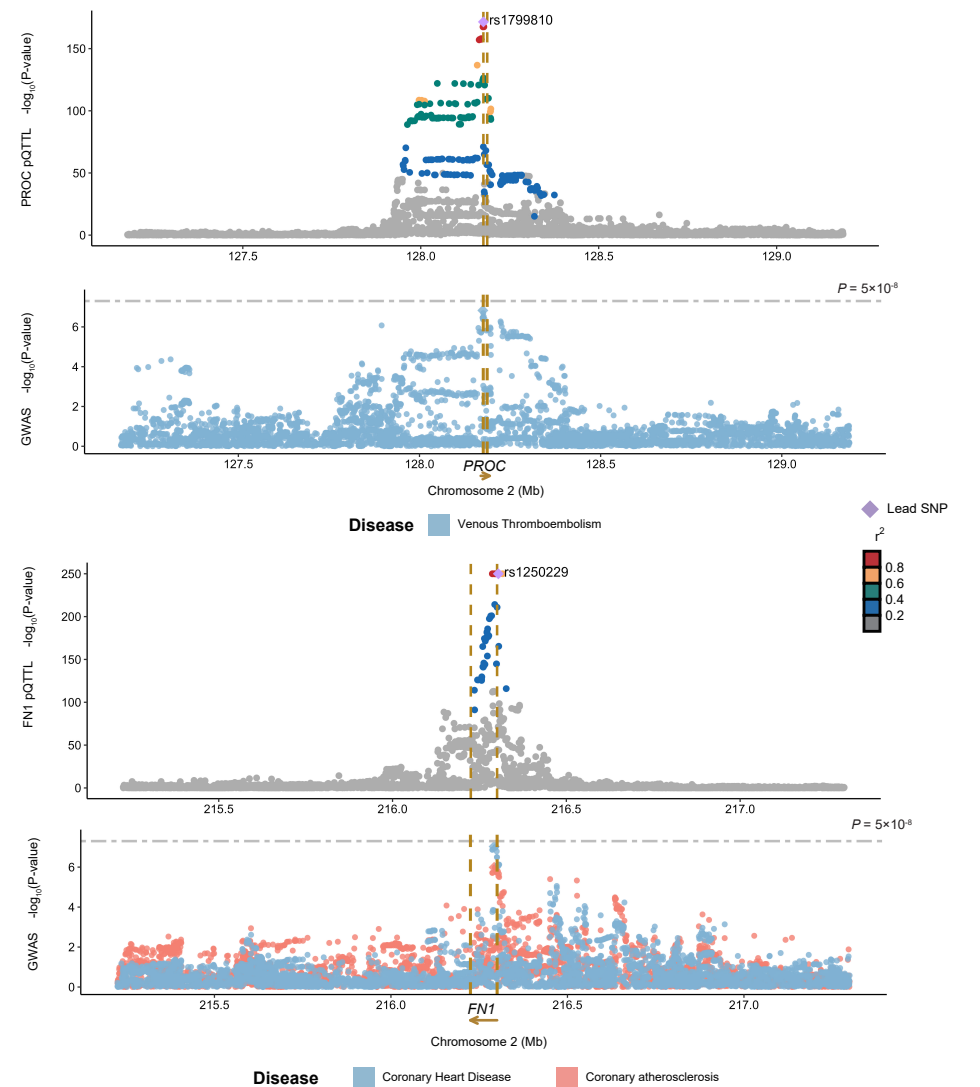 rs1799810
PROC pQTTL -log10(P-value)
150
100
50
0
127.5 128.0 128.5 129.0
P = 5×10⁻⁸
GWAS -log10(P-value)
6
4
2
0
127.5 128.0 128.5 129.0
PROC
Chromosome 2 (Mb)
Disease Venous Thromboembolism
Lead SNP
r²
0.8
0.6
0.4
0.2
rs1250229
FN1 pQTTL -log10(P-value)
250
200
150
100
50
0
215.5 216.0 216.5 217.0
P = 5×10⁻⁸
GWAS -log10(P-value)
6
4
2
0
215.5 216.0 216.5 217.0
FN1
Chromosome 2 (Mb)
Disease Coronary Heart Disease Coronary atherosclerosis